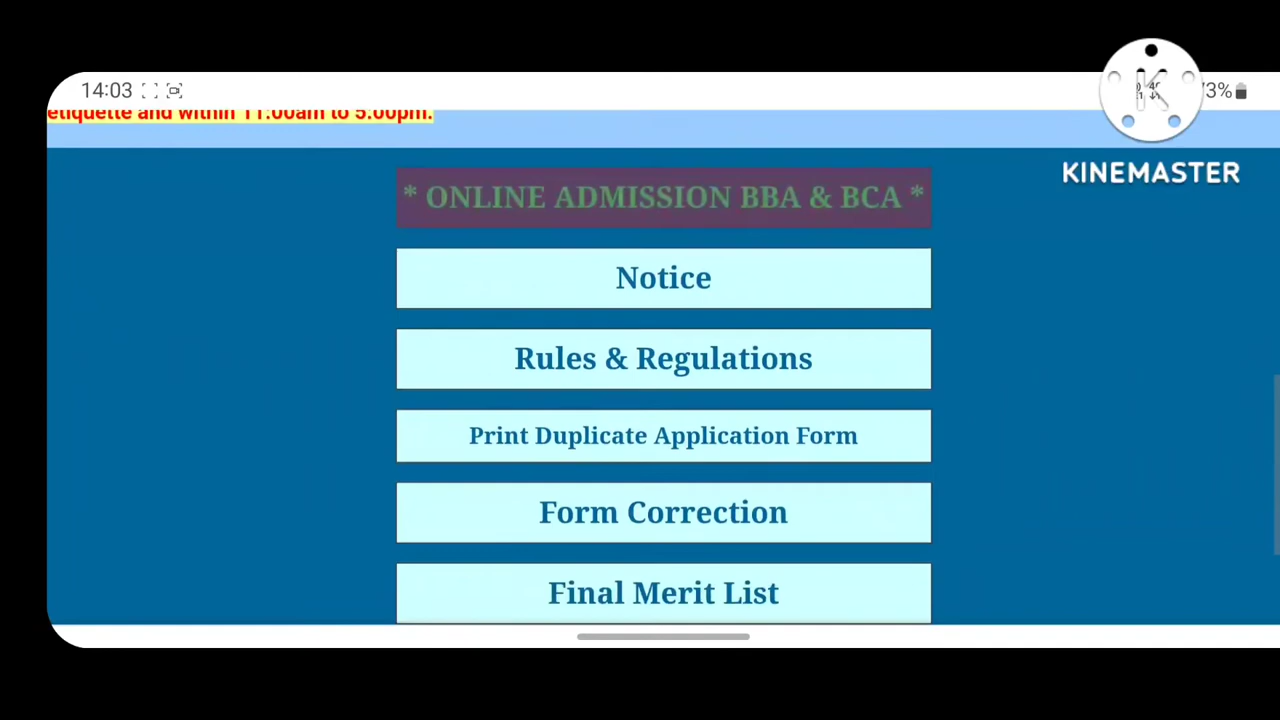 14:03
3%
etiquette and within 11:00am to 5:00pm.
KINEMASTER
* ONLINE ADMISSION BBA & BCA *
Notice
Rules & Regulations
Print Duplicate Application Form
Form Correction
Final Merit List